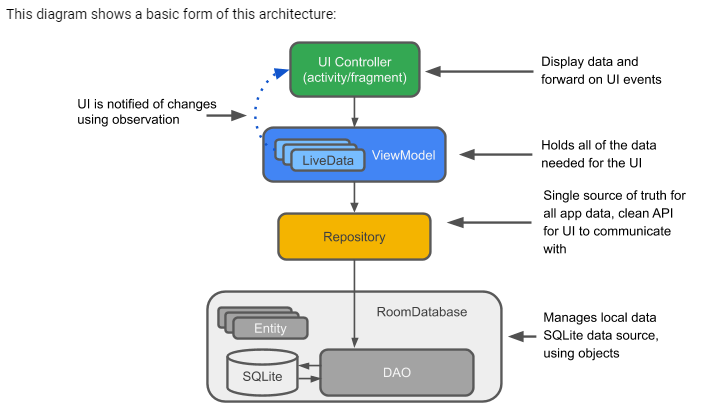 This diagram shows a basic form of this architecture:
UI Controller
(activity/fragment)
Display data and
forward on UI events
UI is notified of changes
using observation
LiveData
ViewModel
Holds all of the data
needed for the UI
Repository
Single source of truth for
all app data, clean API
for UI to communicate
with
RoomDatabase
Entity
SQLite
DAO
Manages local data
SQLite data source,
using objects